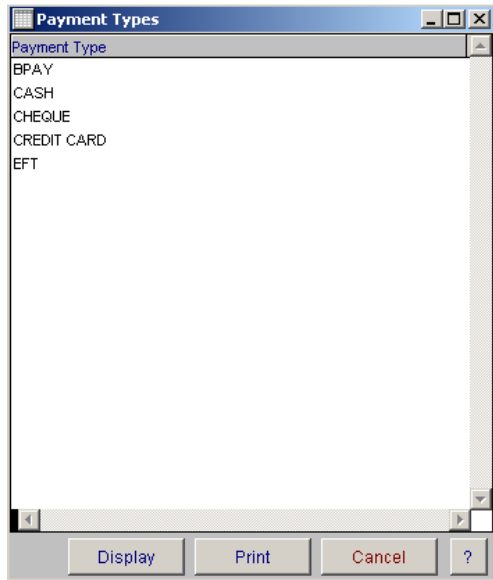 Payment Types
Payment Type
BPAY
CASH
CHEQUE
CREDIT CARD
EFT
Display Print Cancel ?